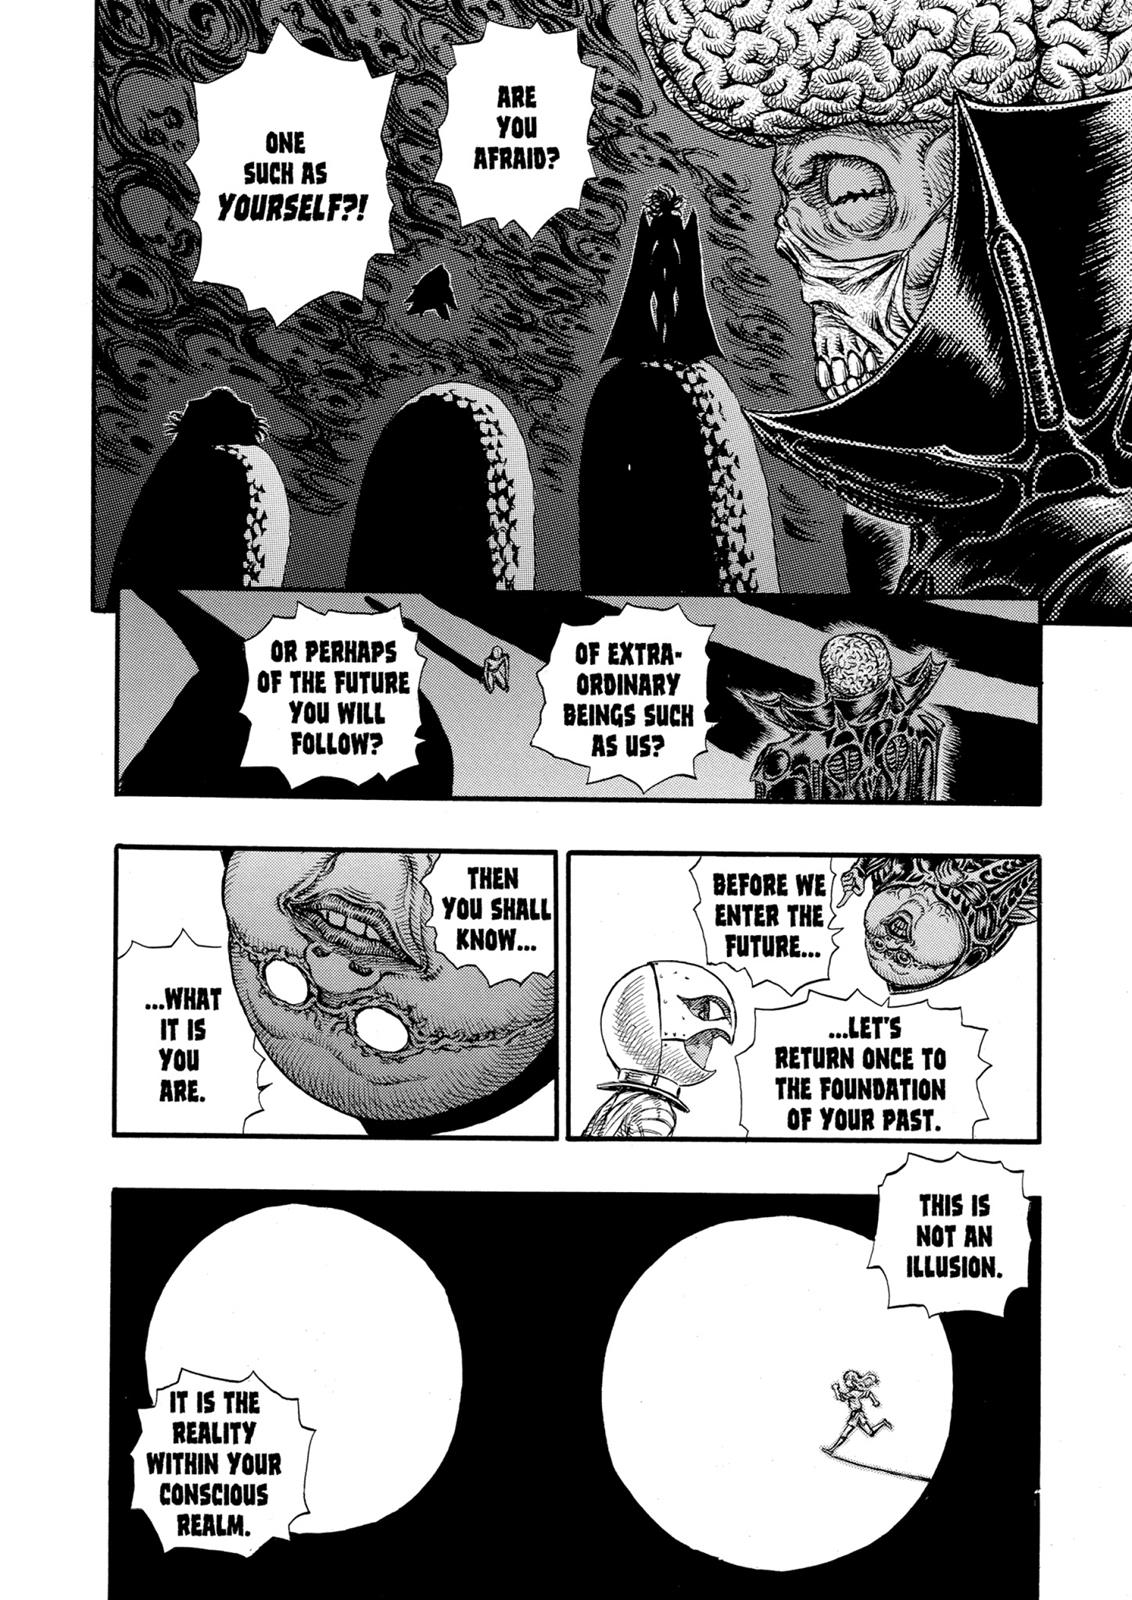 ARE
YOU
AFRAID?
ONE
SUCH AS
YOURSELF?!
OF EXTRA-
ORDINARY
BEINGS SUCH
AS US?
OR PERHAPS
OF THE FUTURE
YOU WILL
FOLLOW?
BEFORE WE
ENTER THE
FUTURE...
...LET'S
RETURN ONCE TO
THE FOUNDATION
OF YOUR PAST.
THEN
YOU SHALL
KNOW...
...WHAT
IT IS
YOU
ARE.
THIS IS
NOT AN
ILLUSION.
IT IS THE
REALITY
WITHIN YOUR
CONSCIOUS
REALM.